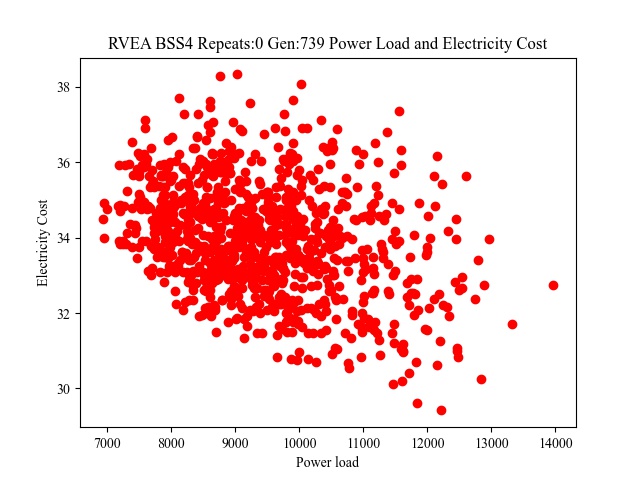 RVEA BSS4 Repeats:0 Gen:739 Power Load and Electricity Cost
38
36
34
32
30
Electricity Cost
7000 8000 9000 10000 11000 12000 13000 14000
Power load